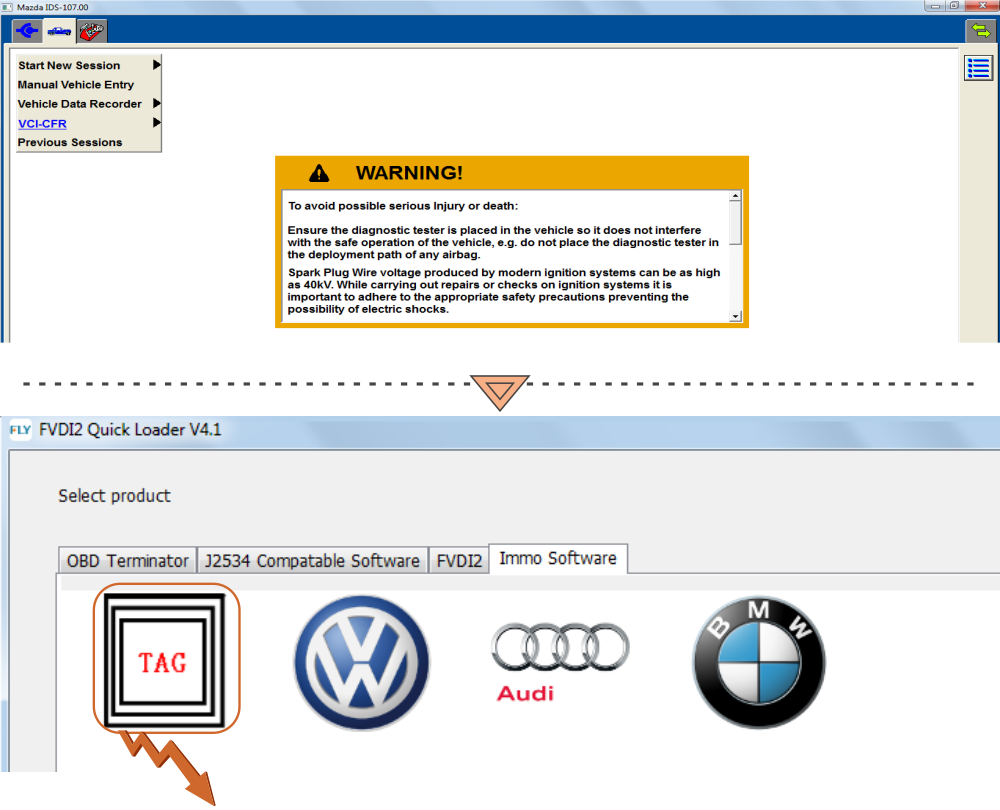 Mazda IDS-107.00
Start New Session
Manual Vehicle Entry
Vehicle Data Recorder
VCI-CFR
Previous Sessions
WARNING!
To avoid possible serious Injury or death:
Ensure the diagnostic tester is placed in the vehicle so it does not interfere
with the safe operation of the vehicle, e.g. do not place the diagnostic tester in
the deployment path of any airbag.
Spark Plug Wire voltage produced by modern ignition systems can be as high
as 40kV. While carrying out repairs or checks on ignition systems it is
important to adhere to the appropriate safety precautions preventing the
possibility of electric shocks.
FLY FVDI2 Quick Loader V4.1
Select product
OBD Terminator J2534 Compatable Software FVDI2 Immo Software
TAG
VW
Audi
BMW